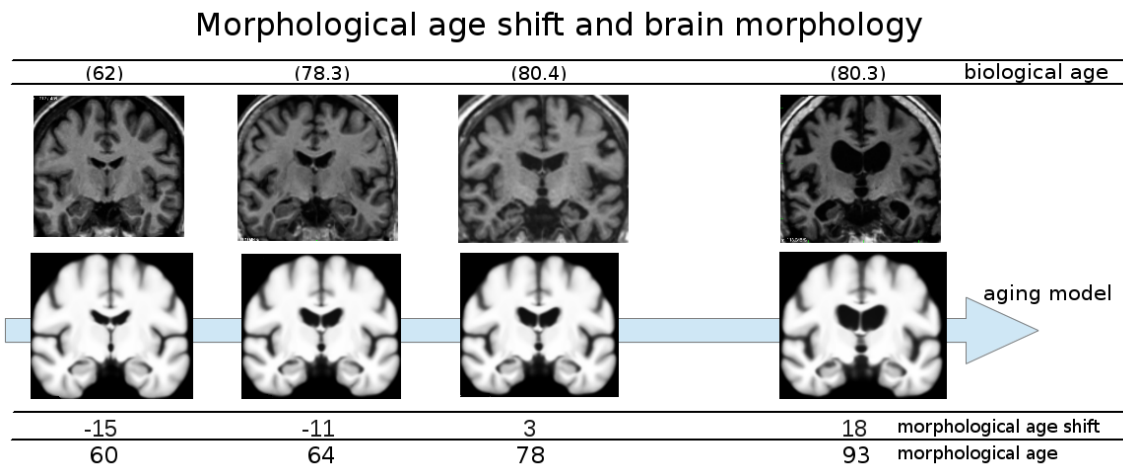 Morphological age shift and brain morphology
(62) (78.3) (80.4) (80.3) biological age
aging model
-15 -11 3 18 morphological age shift
60 64 78 93 morphological age